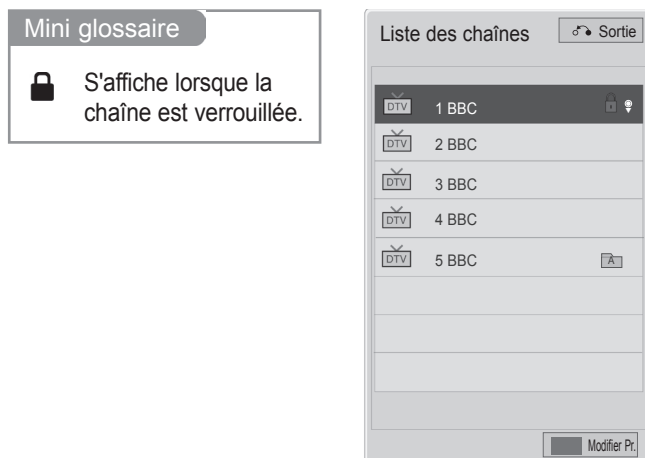 Mini glossaire
S'affiche lorsque la
chaîne est verrouillée.
Liste des chaînes
Sortie
DTV 1 BBC
DTV 2 BBC
DTV 3 BBC
DTV 4 BBC
DTV 5 BBC A
Modifier Pr.